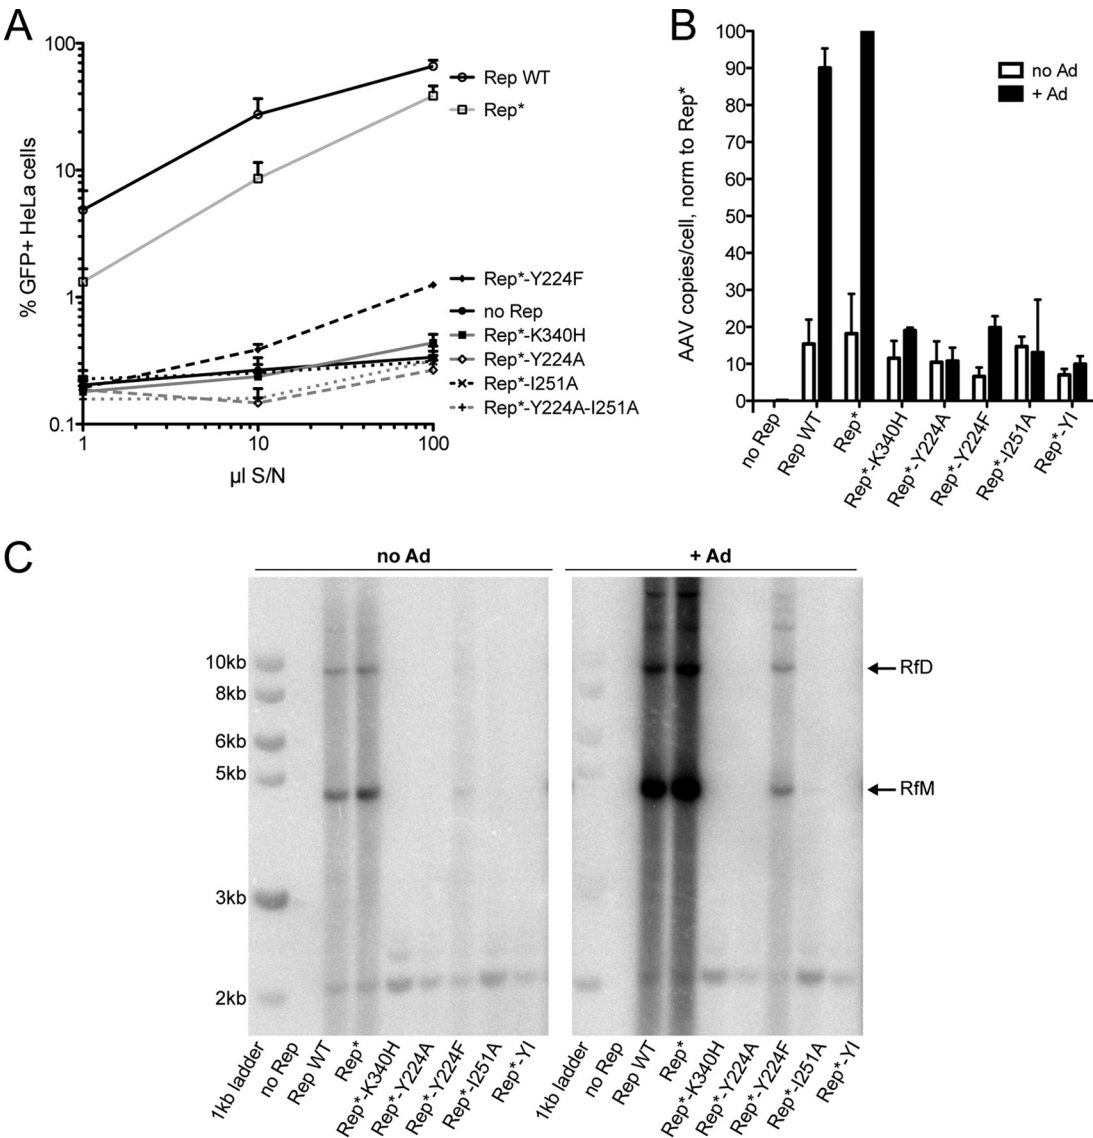 A
100
10
1
0.1
1
10
100
% GFP+ HeLa cells
µl S/N
Rep WT
Rep*
Rep*-Y224F
no Rep
Rep*-K340H
Rep*-Y224A
Rep*-I251A
Rep*-Y224A-I251A
B
AAV copies/cell, norm to Rep*
100
90
80
70
60
50
40
30
20
10
0
no Ad
+ Ad
no Rep
Rep WT
Rep*
Rep*-K340H
Rep*-Y224A
Rep*-Y224F
Rep*-I251A
Rep*-YI
C
no Ad
+ Ad
10kb
8kb
6kb
5kb
3kb
2kb
RfD
RfM
1kb ladder
no Rep
Rep WT
Rep*
Rep*-K340H
Rep*-Y224A
Rep*-Y224F
Rep*-I251A
Rep*-YI
1kb ladder
no Rep
Rep WT
Rep*
Rep*-K340H
Rep*-Y224A
Rep*-Y224F
Rep*-I251A
Rep*-YI